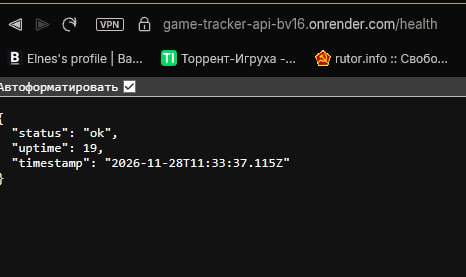 VPN game-tracker-api-bv16.onrender.com/health
B Elnes's profile | Ba... TI Торрент-Игруха -... rutor.info :: Свобо...
Автоформатировать
{
"status": "ok",
"uptime": 19,
"timestamp": "2026-11-28T11:33:37.115Z"
}